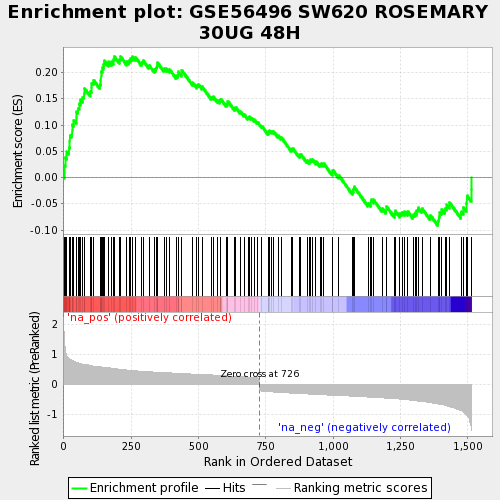 Enrichment plot: GSE56496 SW620 ROSEMARY
30UG 48H
Enrichment score (ES)
0.20
0.15
0.10
0.05
0.00
-0.05
-0.10
Ranked list metric (PreRanked)
2
1
0
-1
'na_pos' (positively correlated)
Zero cross at 726
'na_neg' (negatively correlated)
0
250
500
750
1,000
1,250
1,500
Rank in Ordered Dataset
Enrichment profile
Hits
Ranking metric scores